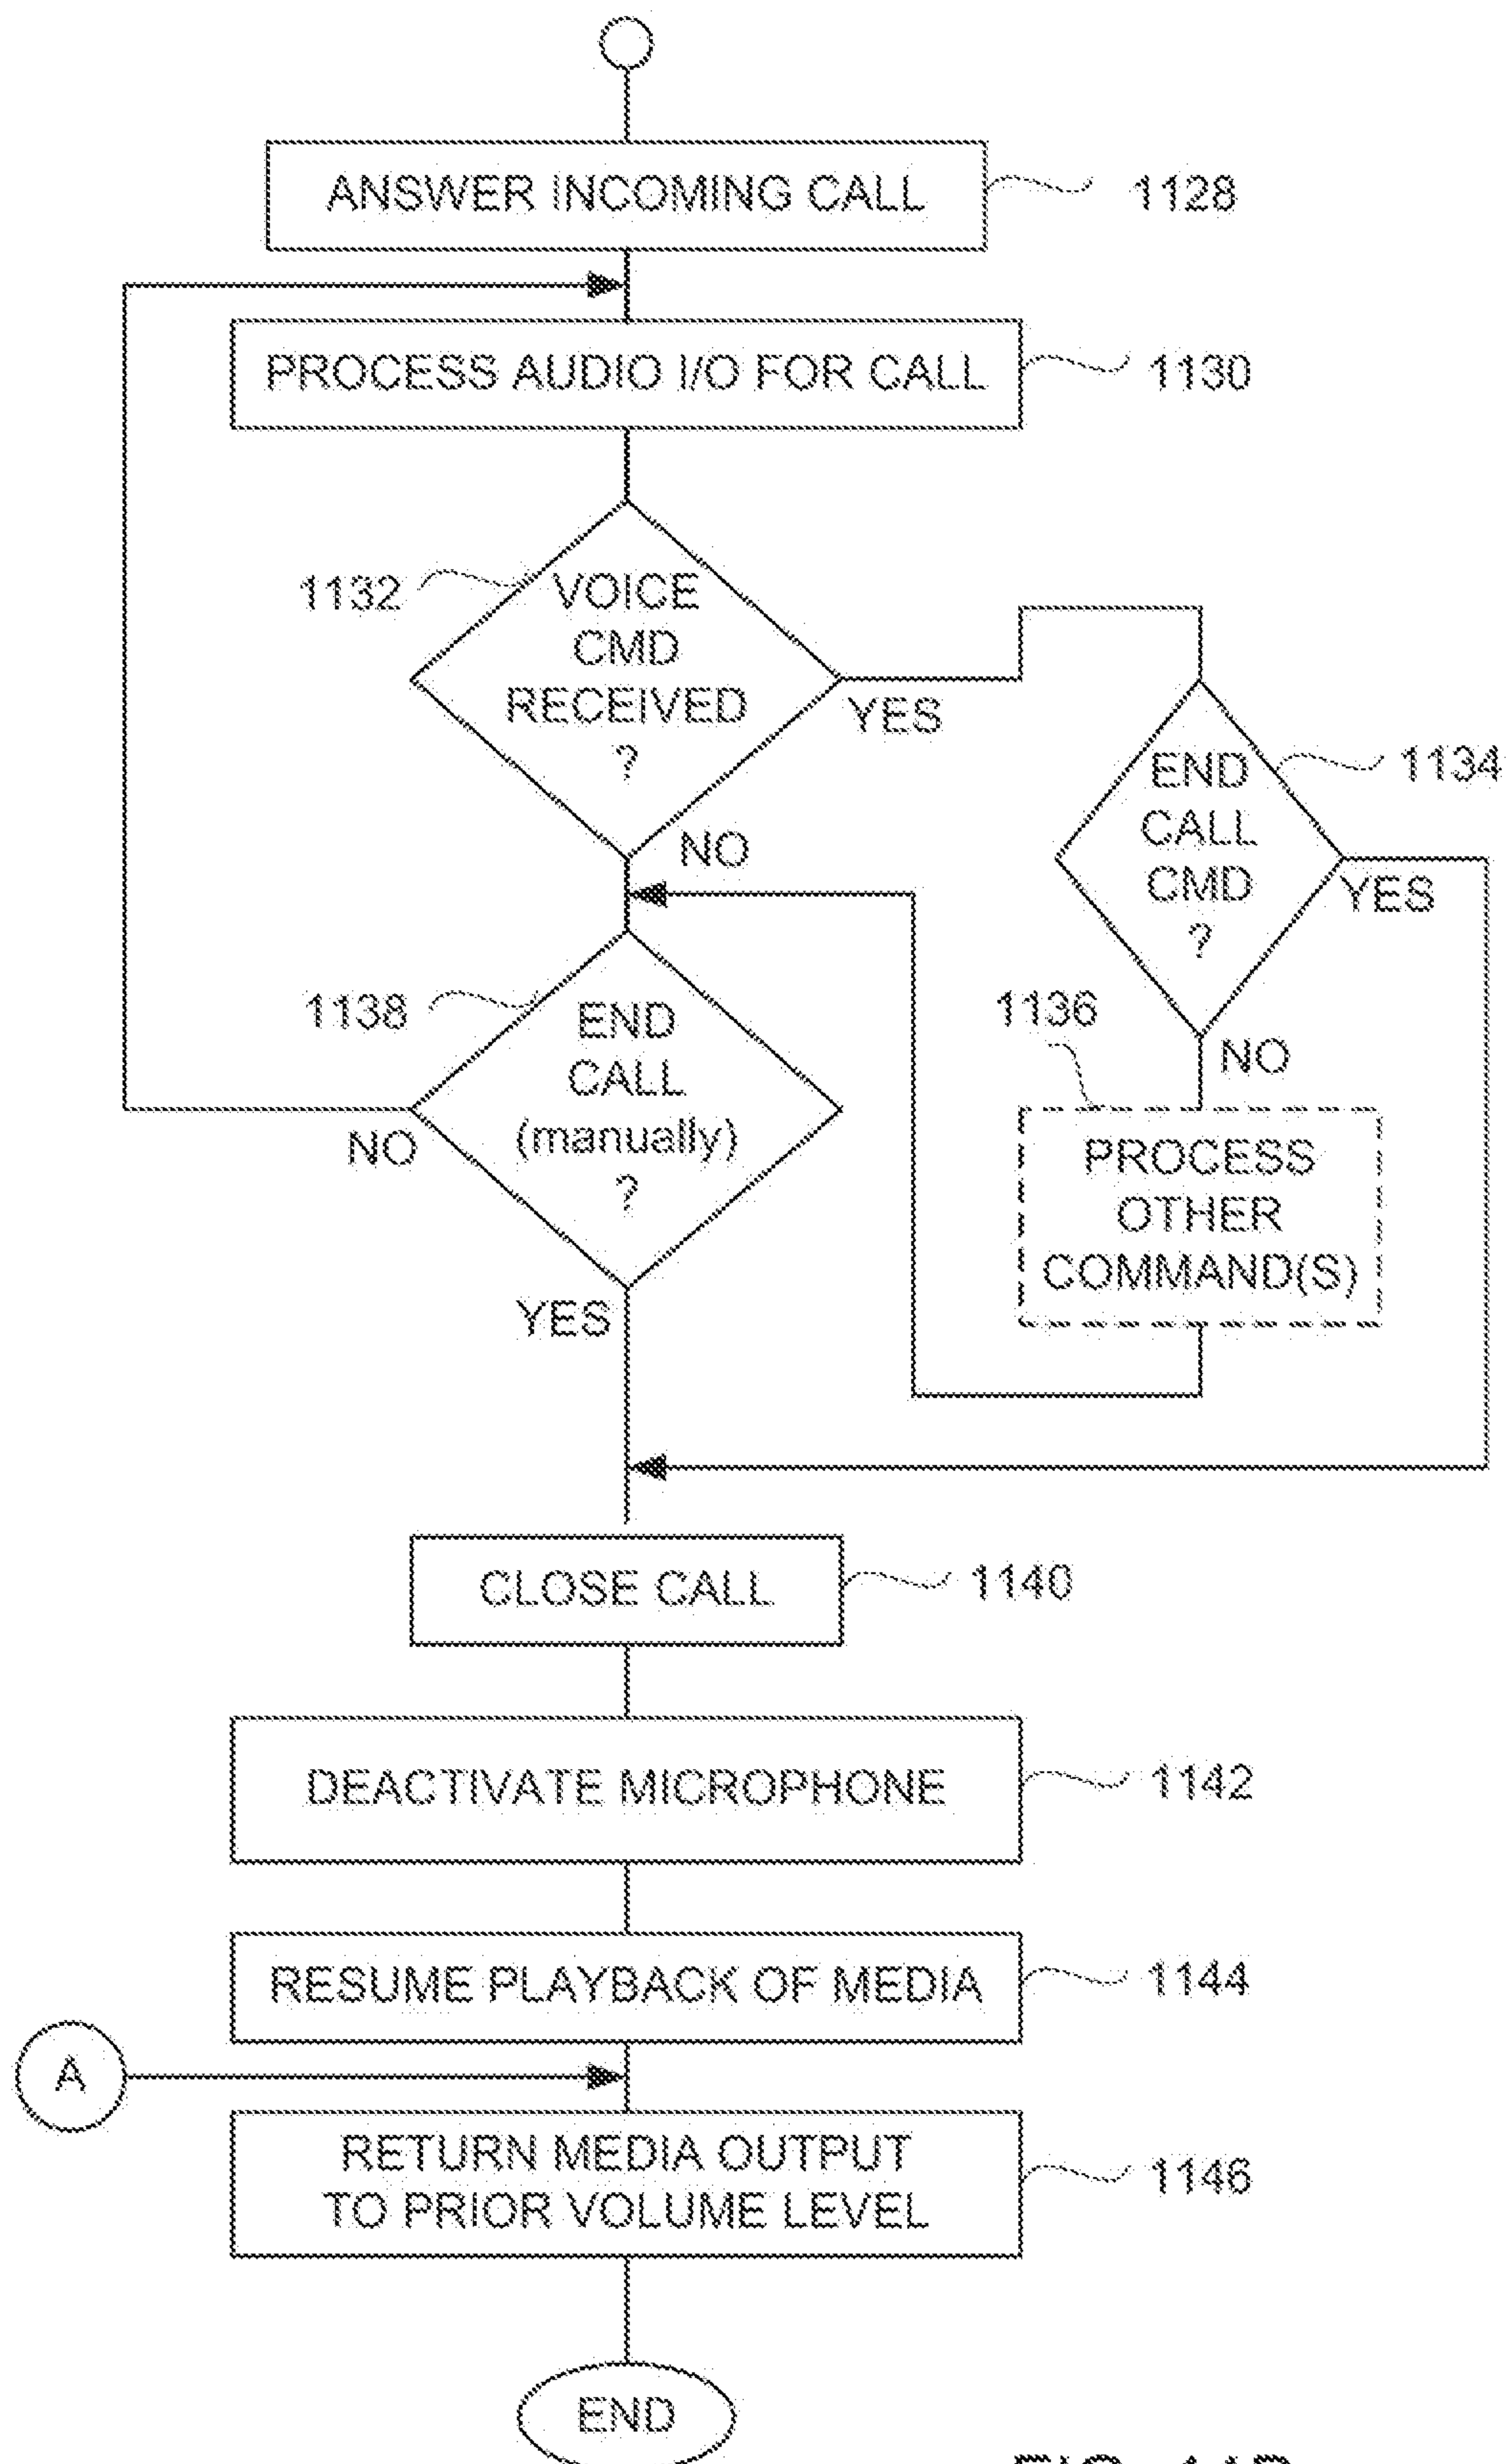 ANSWER INCOMING CALL
1128
PROCESS AUDIO I/O FOR CALL
1130
1132
VOICE
CMD
RECEIVED
?
YES
NO
END
CALL
CMD
?
1134
YES
NO
1136
PROCESS
OTHER
COMMAND(S)
1138
END
CALL
(manually)
?
NO
YES
CLOSE CALL
1140
DEACTIVATE MICROPHONE
1142
RESUME PLAYBACK OF MEDIA
1144
A
RETURN MEDIA OUTPUT
TO PRIOR VOLUME LEVEL
1146
END